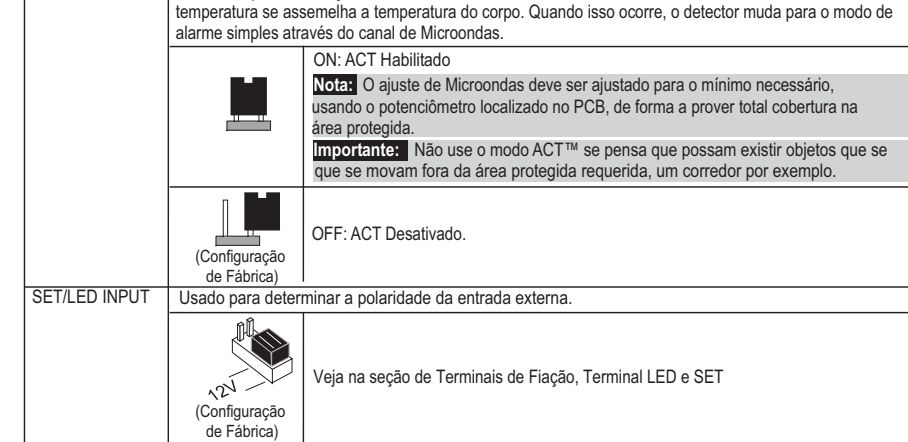 temperatura se assemelha a temperatura do corpo. Quando isso ocorre, o detector muda para o modo de
alarme simples através do canal de Microondas.
ON: ACT Habilitado
Nota: O ajuste de Microondas deve ser ajustado para o mínimo necessário,
usando o potenciômetro localizado no PCB, de forma a prover total cobertura na
área protegida.
Importante: Não use o modo ACT™ se pensa que possam existir objetos que se
que se movam fora da área protegida requerida, um corredor por exemplo.
(Configuração
de Fábrica)
OFF: ACT Desativado.
SET/LED INPUT
Usado para determinar a polaridade da entrada externa.
12V
(Configuração
de Fábrica)
Veja na seção de Terminais de Fiação, Terminal LED e SET